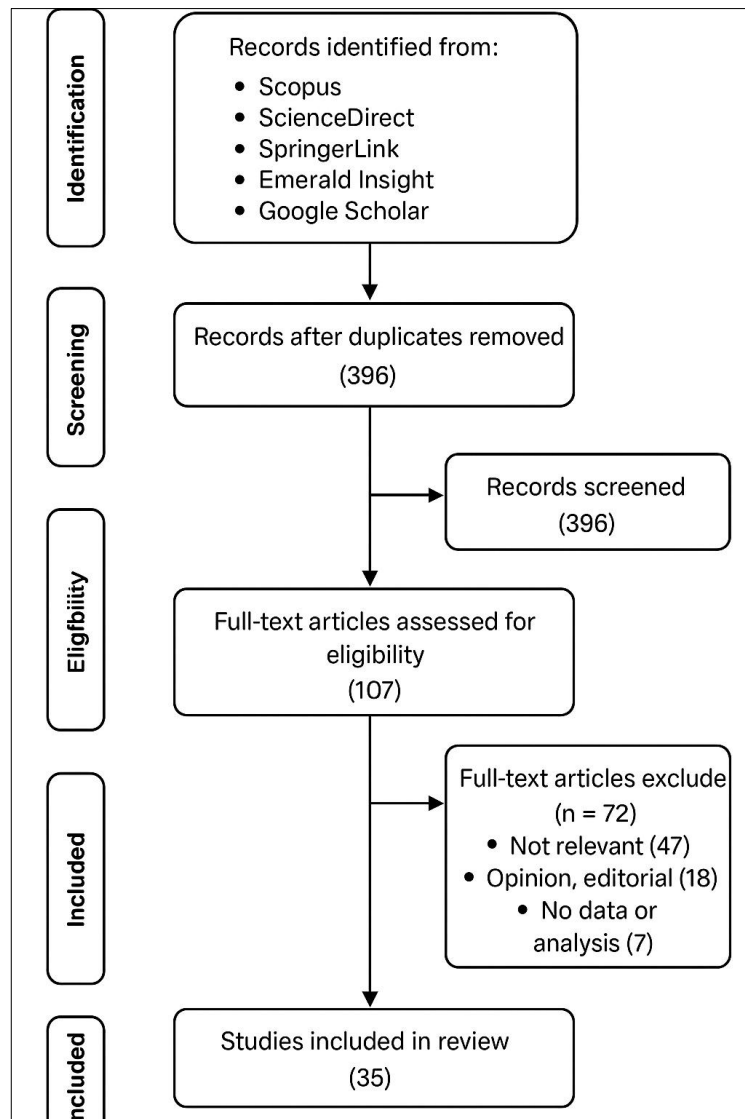 Identification
Records identified from:
• Scopus
• ScienceDirect
• SpringerLink
• Emerald Insight
• Google Scholar
Screening
Records after duplicates removed
(396)
Records screened
(396)
Eligfbiiity
Full-text articles assessed for
eligibility
(107)
Included
Full-text articles exclude
(n = 72)
• Not relevant (47)
• Opinion, editorial (18)
• No data or
analysis (7)
ncluded
Studies included in review
(35)